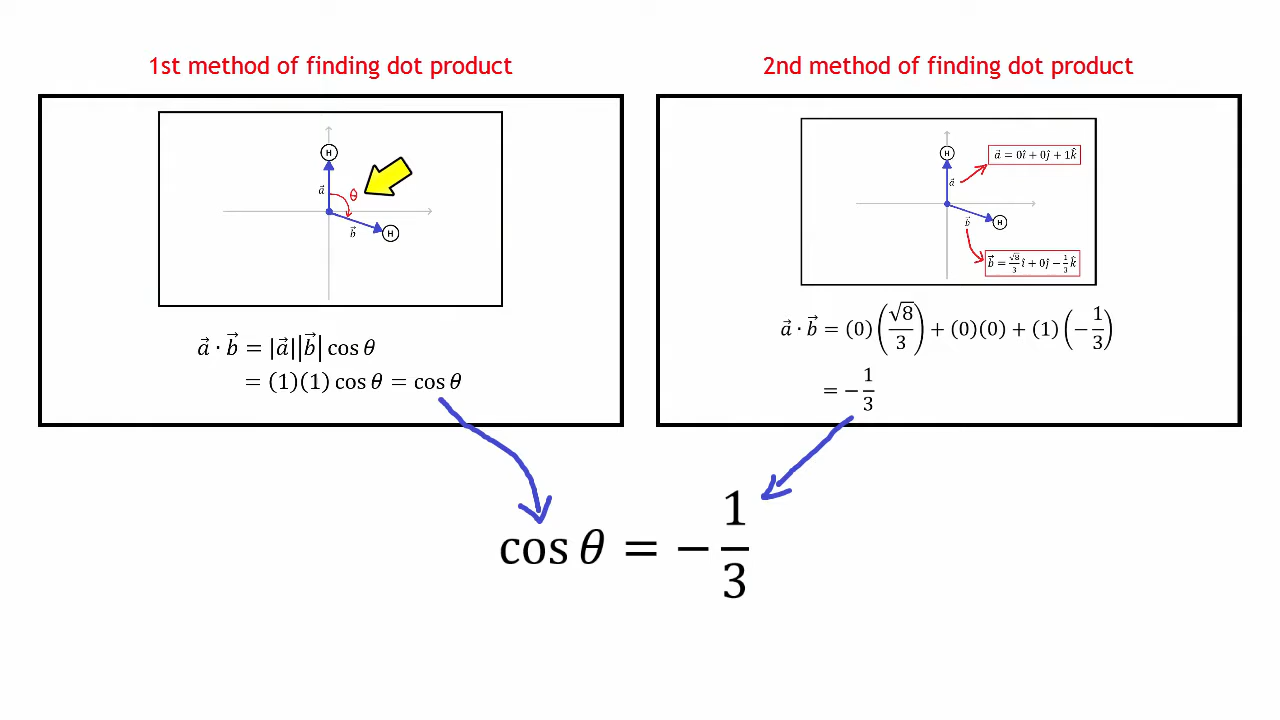 1st method of finding dot product
H
a⃗
θ
b⃗
H
a⃗ · b⃗ = |a⃗||b⃗| cos θ
= (1)(1) cos θ = cos θ
2nd method of finding dot product
H
a⃗ = 0î + 0ĵ + 1k̂
a⃗
H
b⃗
b⃗ = √8/3 î + 0ĵ − 1/3 k̂
a⃗ · b⃗ = (0)(√8/3) + (0)(0) + (1)(−1/3)
= −1/3
cos θ = −1/3